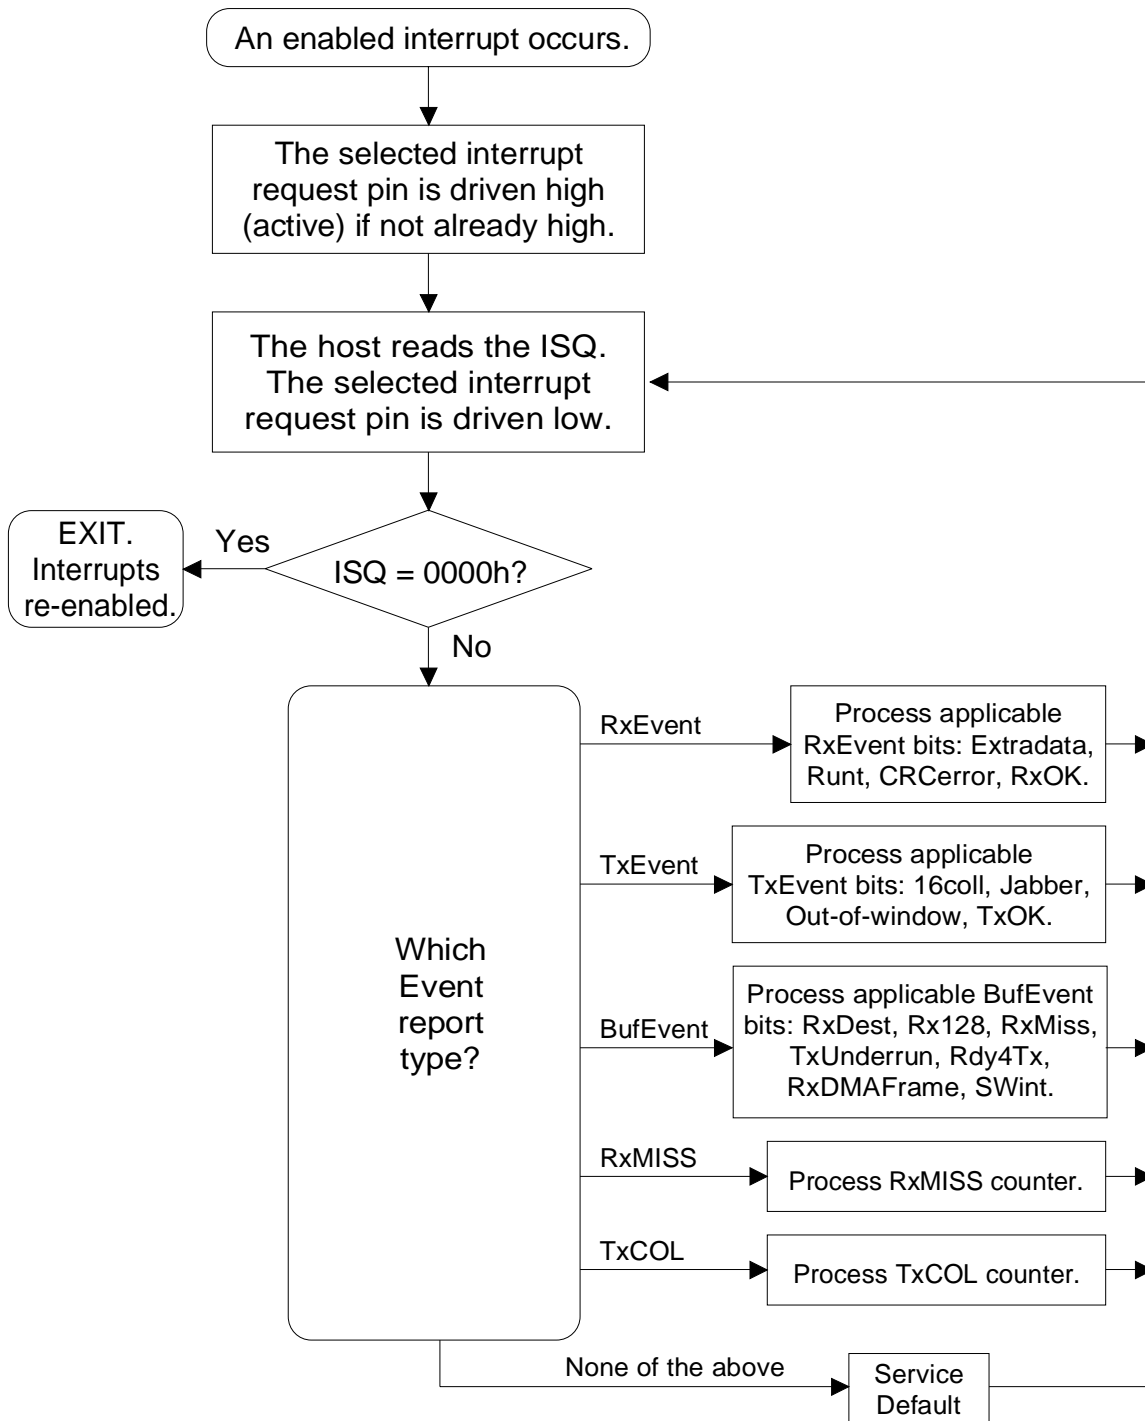 An enabled interrupt occurs.
The selected interrupt
request pin is driven high
(active) if not already high.
The host reads the ISQ.
The selected interrupt
request pin is driven low.
EXIT.
Interrupts
re-enabled.
Yes
ISQ = 0000h?
No
Which
Event
report
type?
RxEvent
Process applicable
RxEvent bits: Extradata,
Runt, CRCerror, RxOK.
TxEvent
Process applicable
TxEvent bits: 16coll, Jabber,
Out-of-window, TxOK.
BufEvent
Process applicable BufEvent
bits: RxDest, Rx128, RxMiss,
TxUnderrun, Rdy4Tx,
RxDMAFrame, SWint.
RxMISS
Process RxMISS counter.
TxCOL
Process TxCOL counter.
None of the above
Service
Default